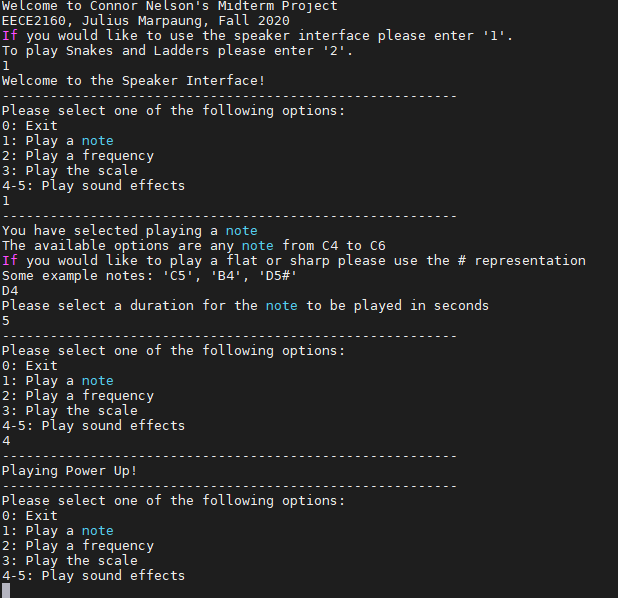 Welcome to Connor Nelson's Midterm Project
EECE2160, Julius Marpaung, Fall 2020
If you would like to use the speaker interface please enter '1'.
To play Snakes and Ladders please enter '2'.
1
Welcome to the Speaker Interface!
---------------------------------------------------------
Please select one of the following options:
0: Exit
1: Play a note
2: Play a frequency
3: Play the scale
4-5: Play sound effects
1
---------------------------------------------------------
You have selected playing a note
The available options are any note from C4 to C6
If you would like to play a flat or sharp please use the # representation
Some example notes: 'C5', 'B4', 'D5#'
D4
Please select a duration for the note to be played in seconds
5
---------------------------------------------------------
Please select one of the following options:
0: Exit
1: Play a note
2: Play a frequency
3: Play the scale
4-5: Play sound effects
4
---------------------------------------------------------
Playing Power Up!
---------------------------------------------------------
Please select one of the following options:
0: Exit
1: Play a note
2: Play a frequency
3: Play the scale
4-5: Play sound effects